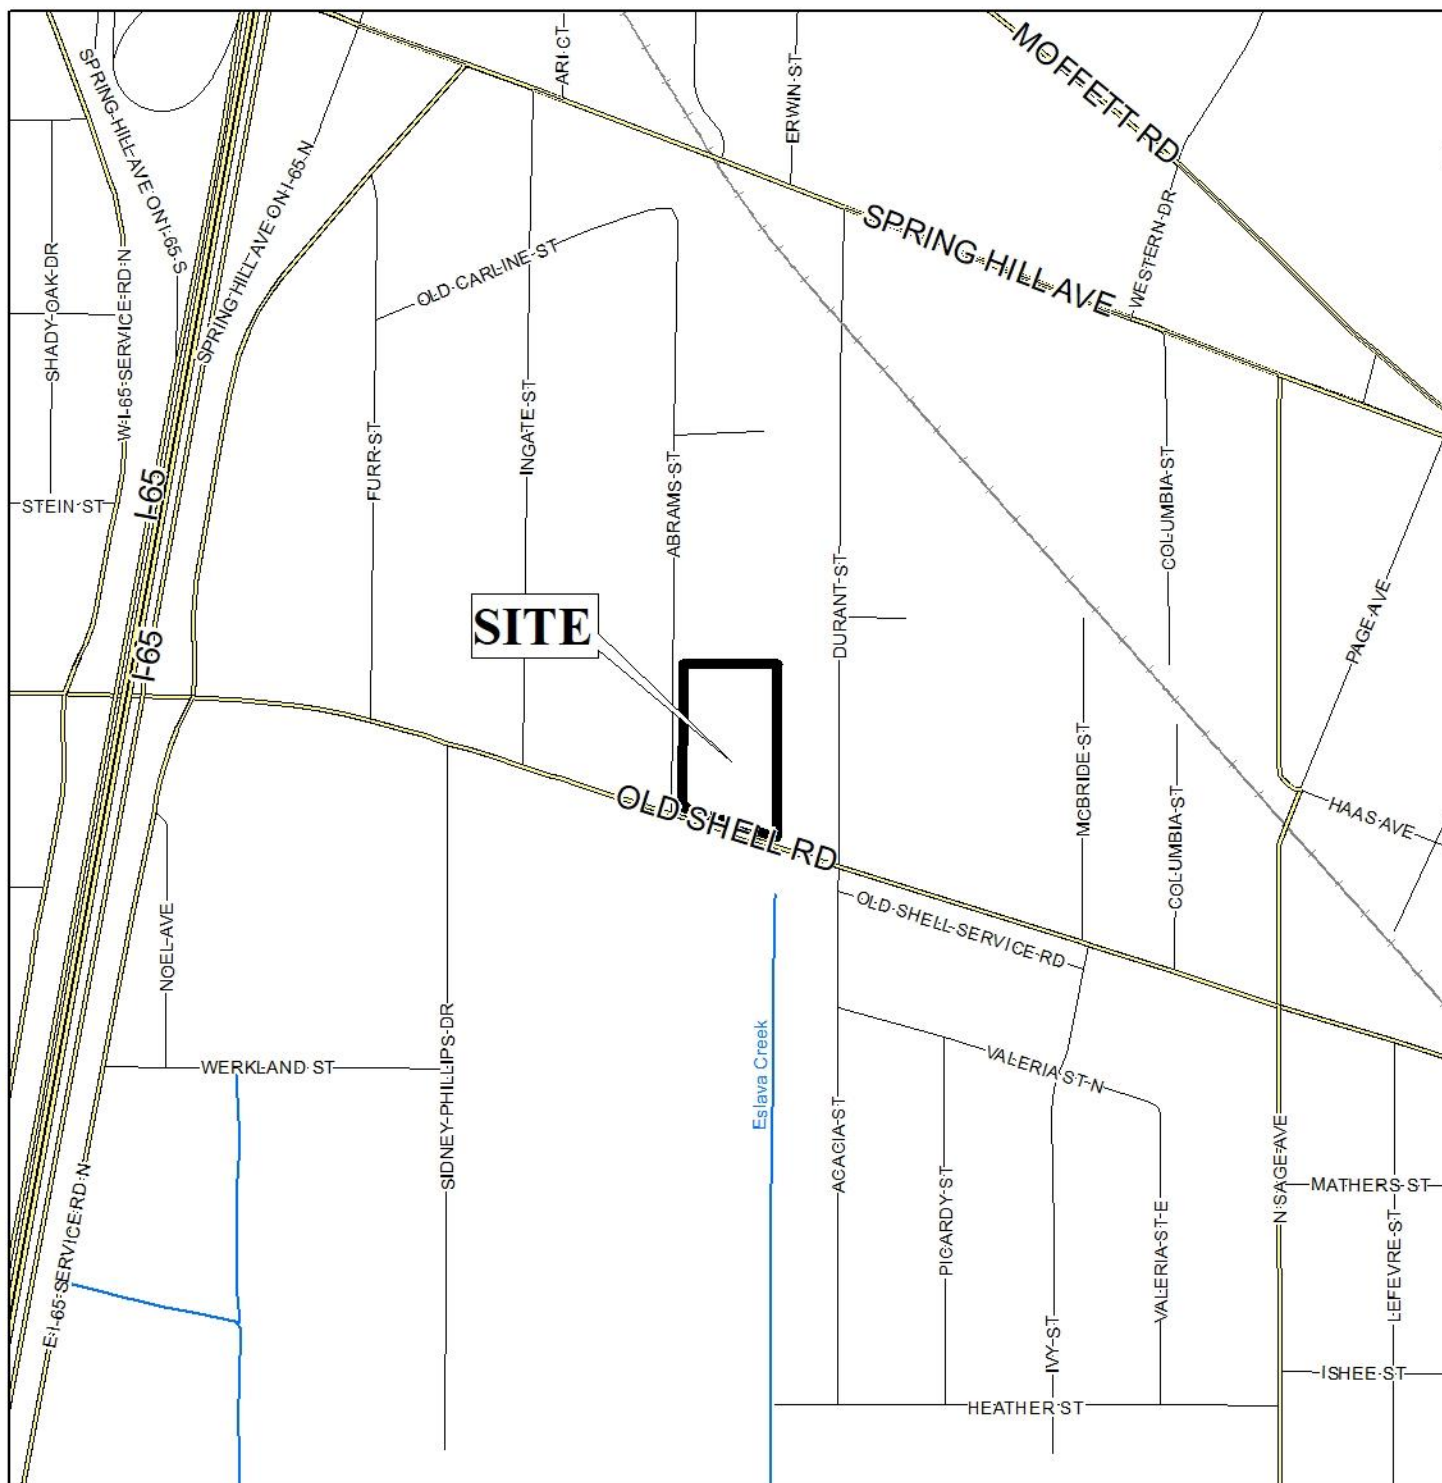 MOFFETT RD
ARI CT
ERWIN ST
SPRING HILL AVE ON I-65 S
SPRING HILL AVE ON I-65 N
SPRING HILL AVE
WESTERN DR
SHADY OAK DR
W I-65 SERVICE RD N
OLD CARLINE ST
FURR ST
INGATE ST
ABRAMS ST
DURANT ST
COLUMBIA ST
STEIN ST
I-65
I-65
SITE
PAGE AVE
MCBRIDE ST
COLUMBIA ST
HAAS AVE
OLD SHELL RD
OLD SHELL SERVICE RD
NOEL AVE
WERKLAND ST
SIDNEY PHILLIPS DR
Eslava Creek
ACACIA ST
VALERIA ST N
PICARDY ST
IVY ST
VALERIA ST E
N SAGE AVE
MATHERS ST
LEFEVRE ST
E I-65 SERVICE RD N
ISHEE ST
HEATHER ST